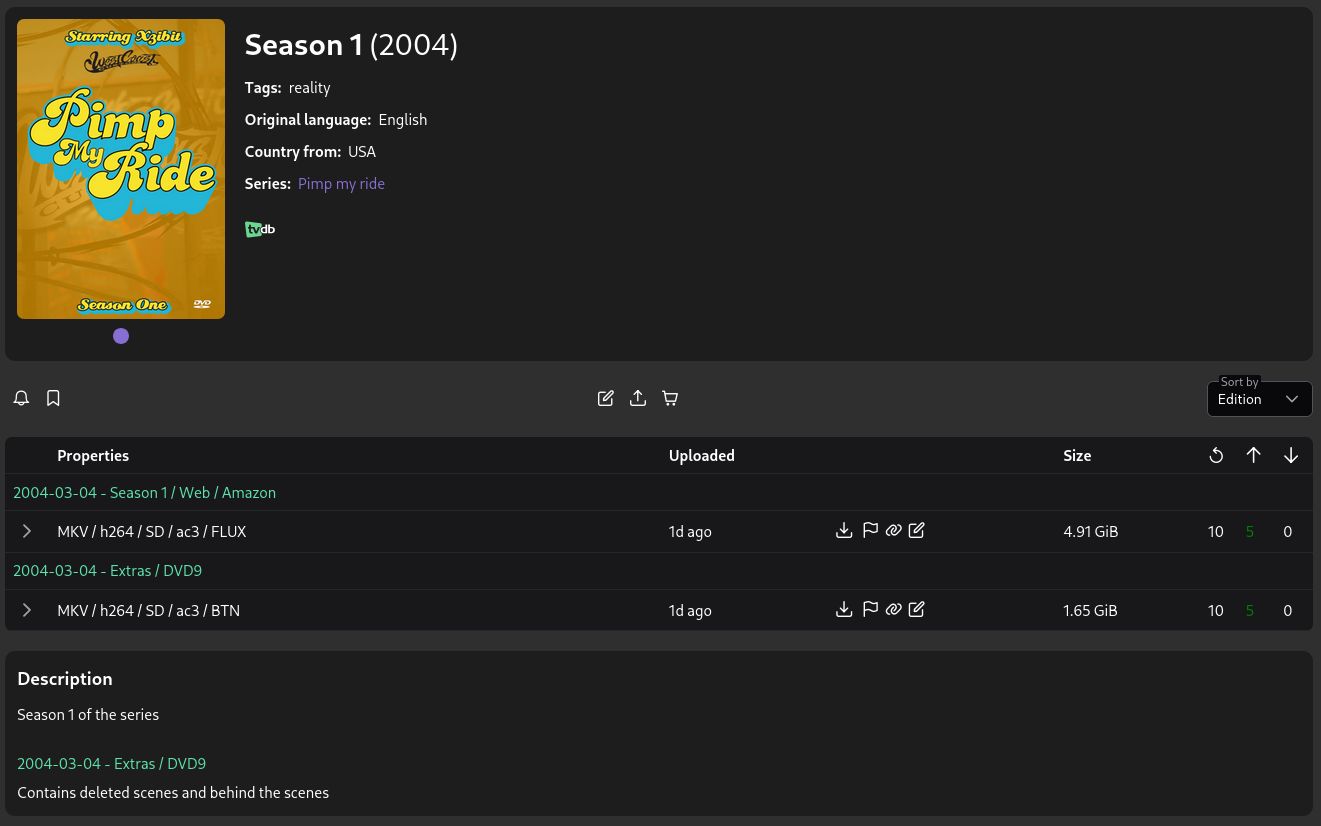 Starring Xzibit
West Coast
Pimp
My
Ride
Season One
DVD
Season 1 (2004)
Tags: reality
Original language: English
Country from: USA
Series: Pimp my ride
tvdb
Sort by
Edition
Properties Uploaded Size
2004-03-04 - Season 1 / Web / Amazon
MKV / h264 / SD / ac3 / FLUX 1d ago 4.91 GiB 10 5 0
2004-03-04 - Extras / DVD9
MKV / h264 / SD / ac3 / BTN 1d ago 1.65 GiB 10 5 0
Description
Season 1 of the series
2004-03-04 - Extras / DVD9
Contains deleted scenes and behind the scenes